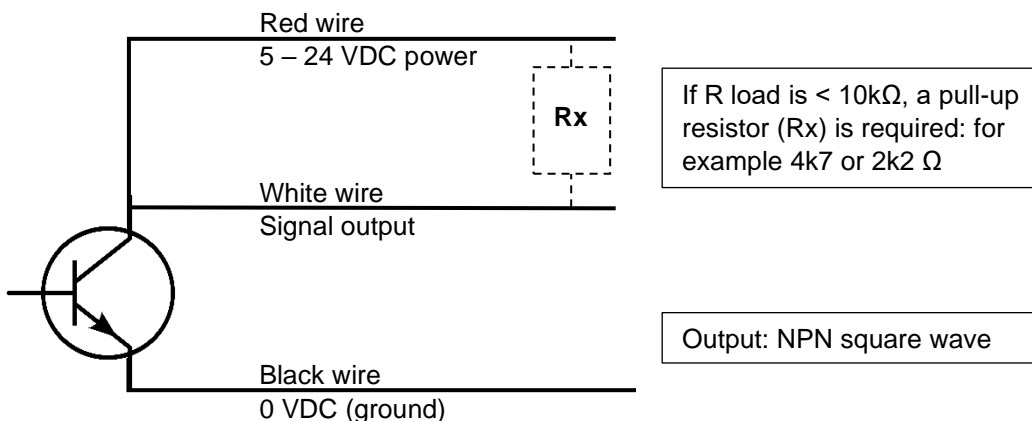 Red wire
5 – 24 VDC power
Rx
If R load is < 10kΩ, a pull-up
resistor (Rx) is required: for
example 4k7 or 2k2 Ω
White wire
Signal output
Output: NPN square wave
Black wire
0 VDC (ground)